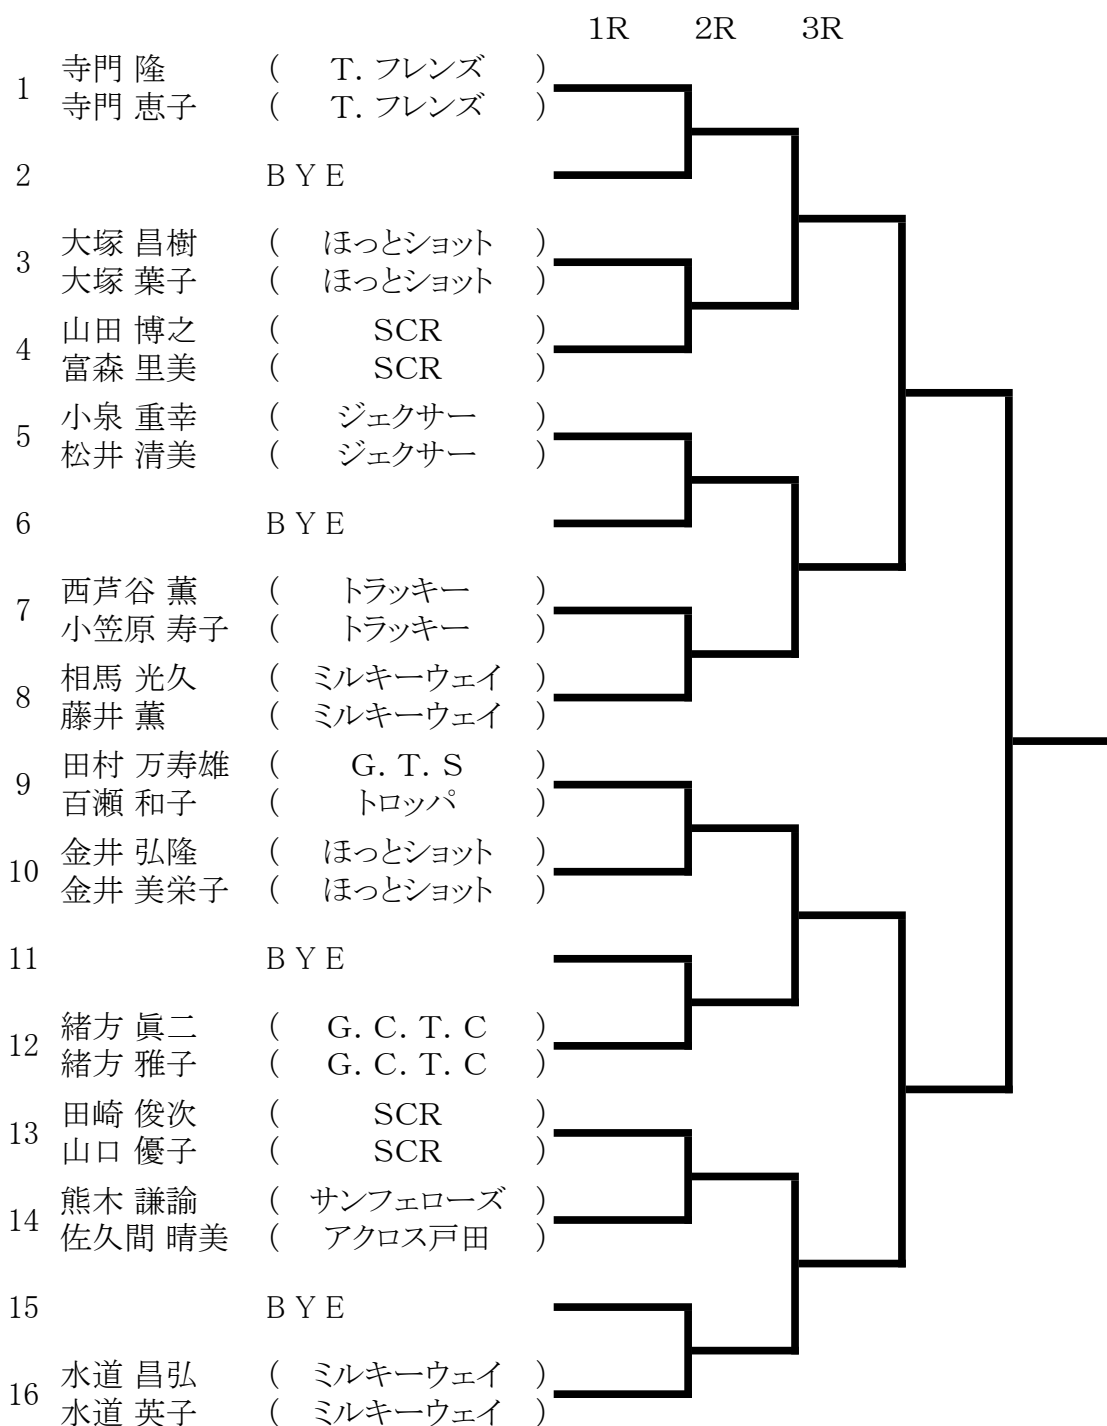 1R 2R 3R
寺門 隆 ( T. フレンズ )
1
寺門 恵子 ( T. フレンズ )
2 BYE
大塚 昌樹 ( ほっとショット )
3
大塚 葉子 ( ほっとショット )
山田 博之 ( SCR )
4
富森 里美 ( SCR )
小泉 重幸 ( ジェクサー )
5
松井 清美 ( ジェクサー )
6 BYE
西芦谷 薫 ( トラッキー )
7
小笠原 寿子 ( トラッキー )
相馬 光久 ( ミルキーウェイ )
8
藤井 薫 ( ミルキーウェイ )
田村 万寿雄 ( G. T. S )
9
百瀬 和子 ( トロッパ )
金井 弘隆 ( ほっとショット )
10
金井 美栄子 ( ほっとショット )
11 BYE
緒方 眞二 ( G. C. T. C )
12
緒方 雅子 ( G. C. T. C )
田崎 俊次 ( SCR )
13
山口 優子 ( SCR )
熊木 謙諭 ( サンフェローズ )
14
佐久間 晴美 ( アクロス戸田 )
15 BYE
水道 昌弘 ( ミルキーウェイ )
16
水道 英子 ( ミルキーウェイ )